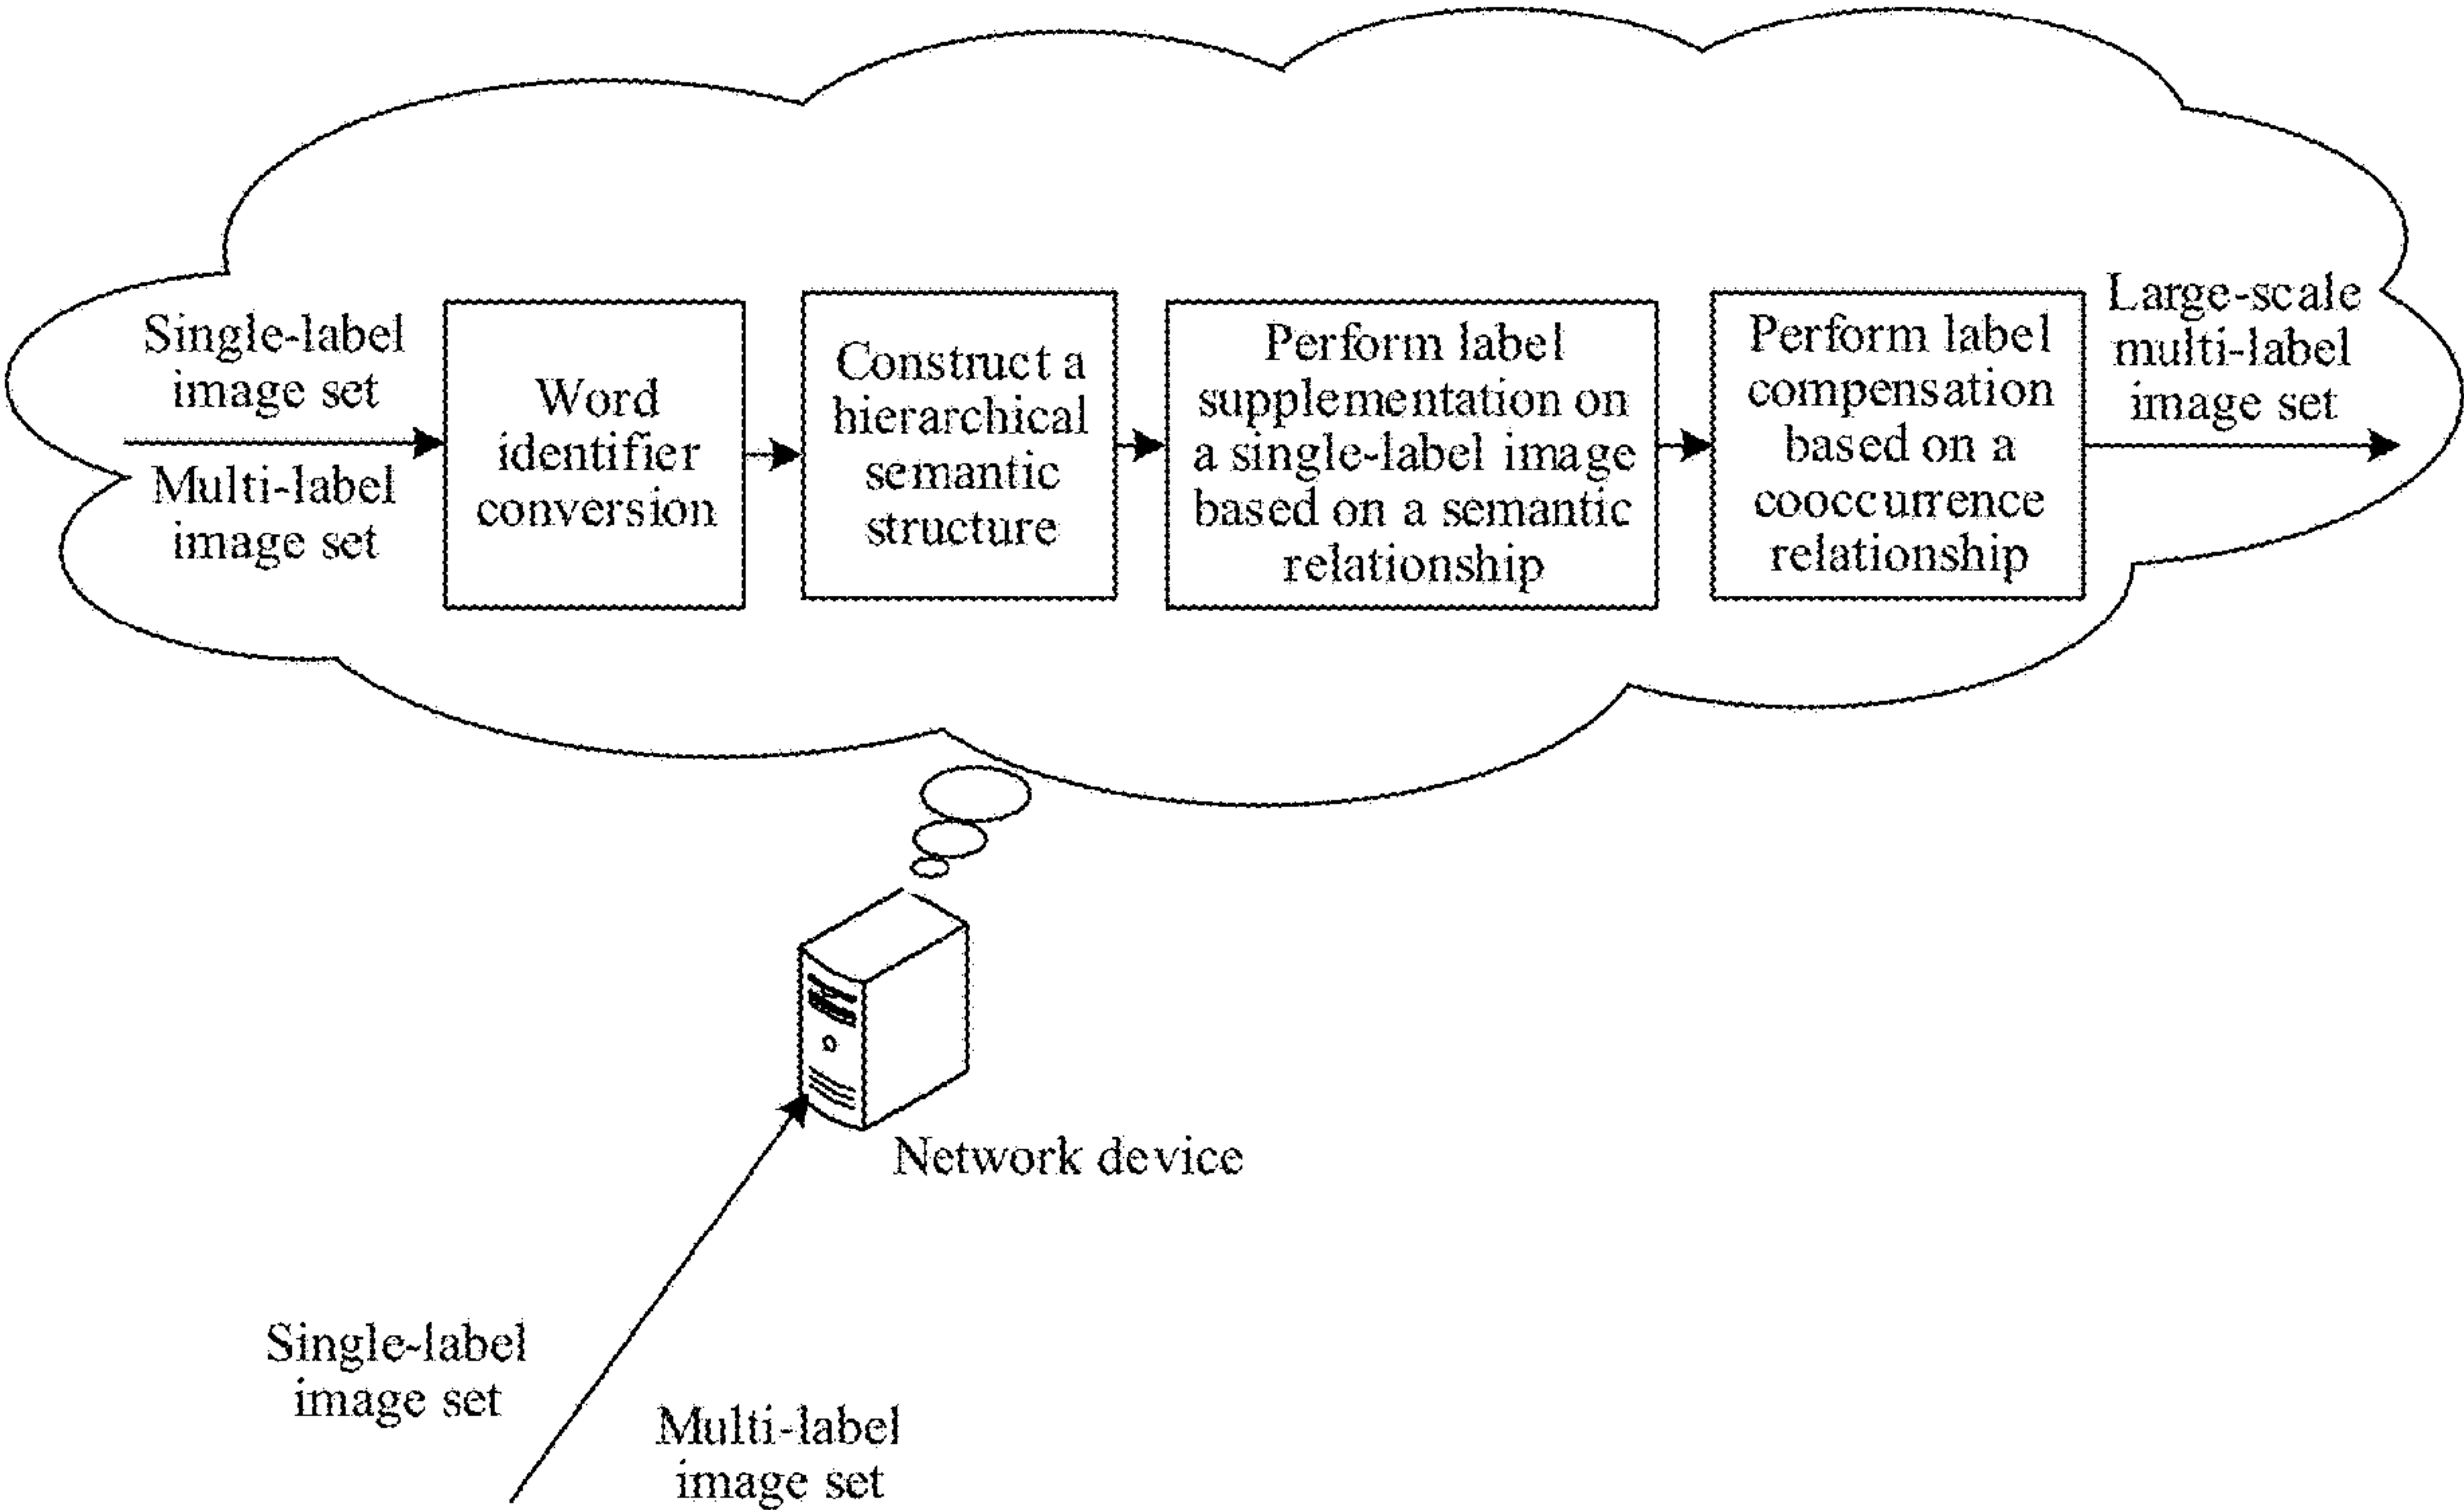 Single-label
image set
Multi-label
image set
Word
identifier
conversion
Construct a
hierarchical
semantic
structure
Perform label
supplementation on
a single-label image
based on a semantic
relationship
Perform label
compensation
based on a
cooccurrence
relationship
Large-scale
multi-label
image set
Network device
Single-label
image set
Multi-label
image set